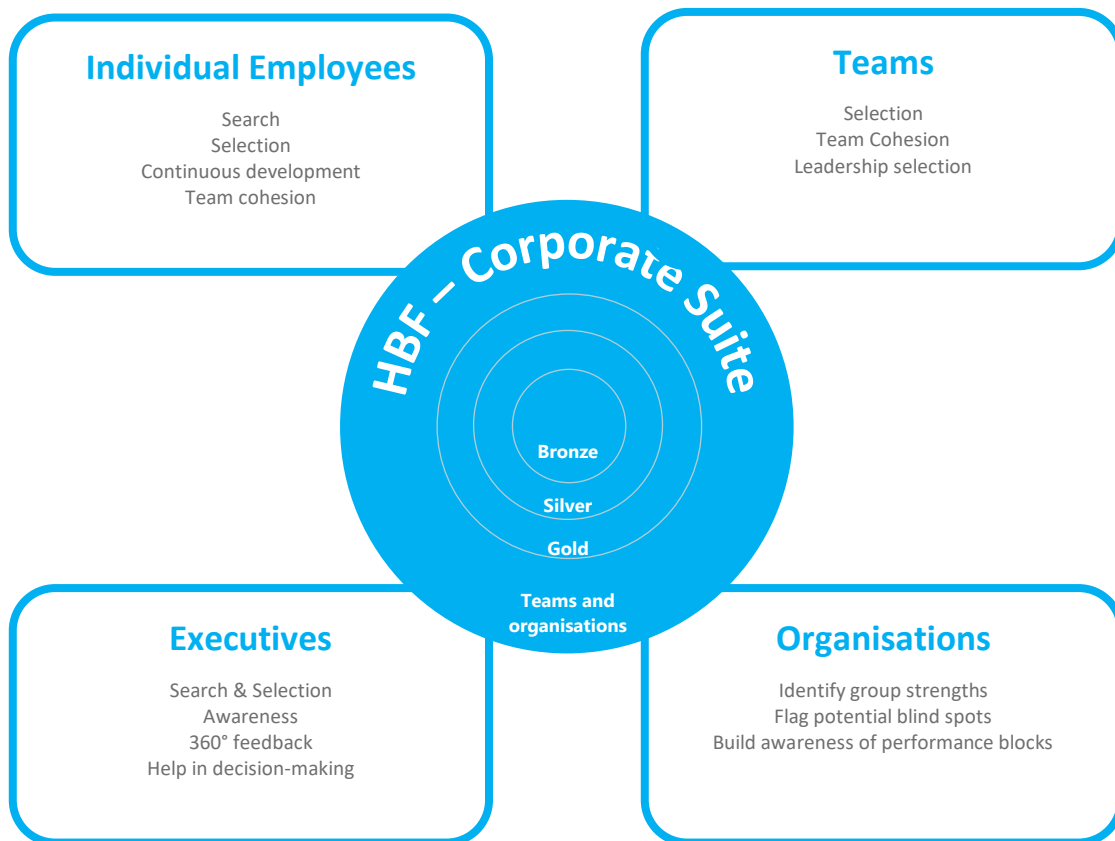 Individual Employees
Search
Selection
Continuous development
Team cohesion
Teams
Selection
Team Cohesion
Leadership selection
HBF – Corporate Suite
Bronze
Silver
Gold
Teams and
organisations
Executives
Search & Selection
Awareness
360° feedback
Help in decision-making
Organisations
Identify group strengths
Flag potential blind spots
Build awareness of performance blocks